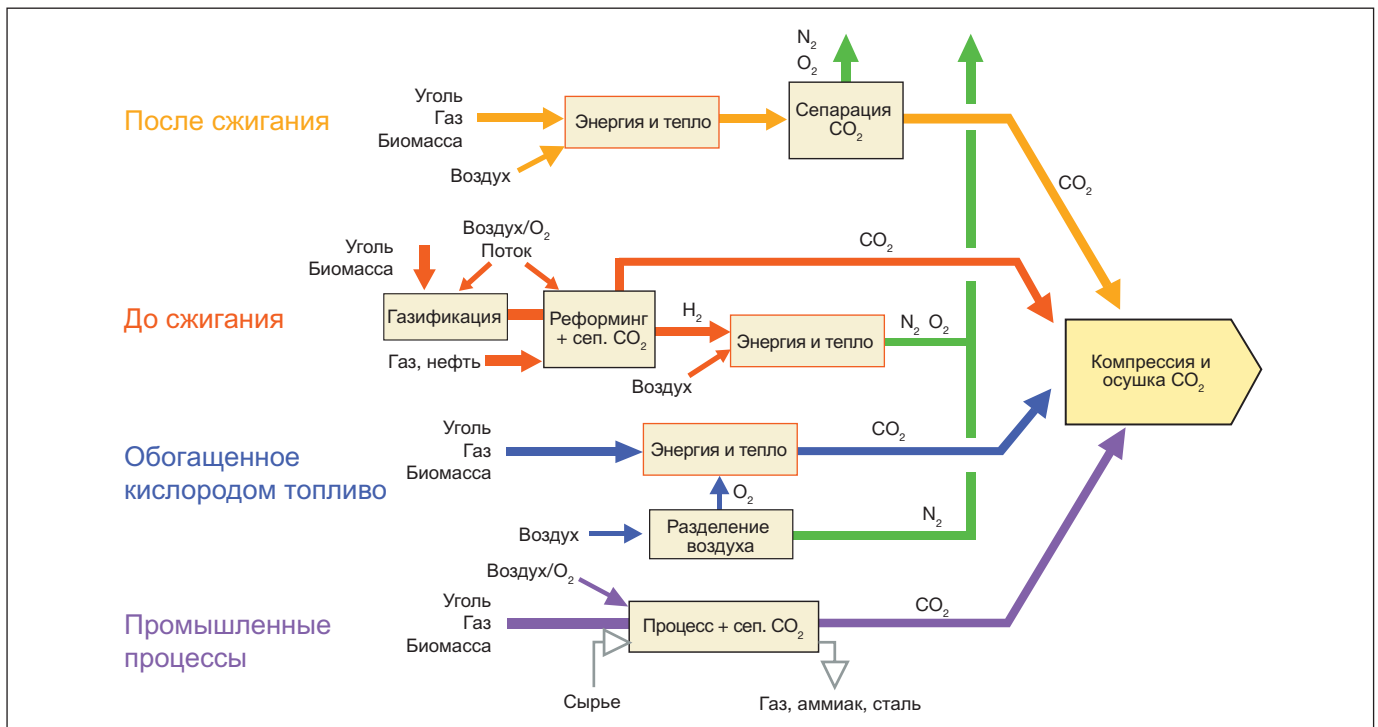 N₂
O₂
После сжигания
Уголь
Газ
Биомасса
Воздух
Энергия и тепло
Сепарация
CO₂
CO₂
До сжигания
Уголь
Биомасса
Воздух/O₂
Поток
Газификация
Газ, нефть
Реформинг
+ сеп. CO₂
H₂
Воздух
Энергия и тепло
CO₂
N₂ O₂
Компрессия и
осушка CO₂
Обогащенное
кислородом топливо
Уголь
Газ
Биомасса
Энергия и тепло
CO₂
O₂
Воздух
Разделение
воздуха
N₂
Промышленные
процессы
Воздух/O₂
Уголь
Газ
Биомасса
Процесс + сеп. CO₂
CO₂
Сырье
Газ, аммиак, сталь